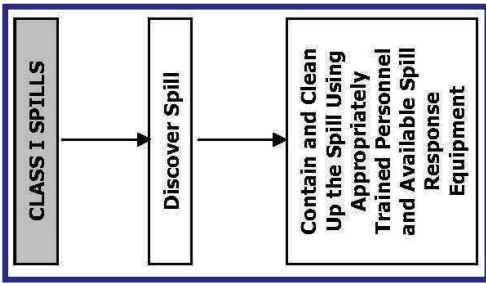 CLASS I SPILLS
Discover Spill
Contain and Clean
Up the Spill Using
Appropriately
Trained Personnel
and Available Spill
Response
Equipment